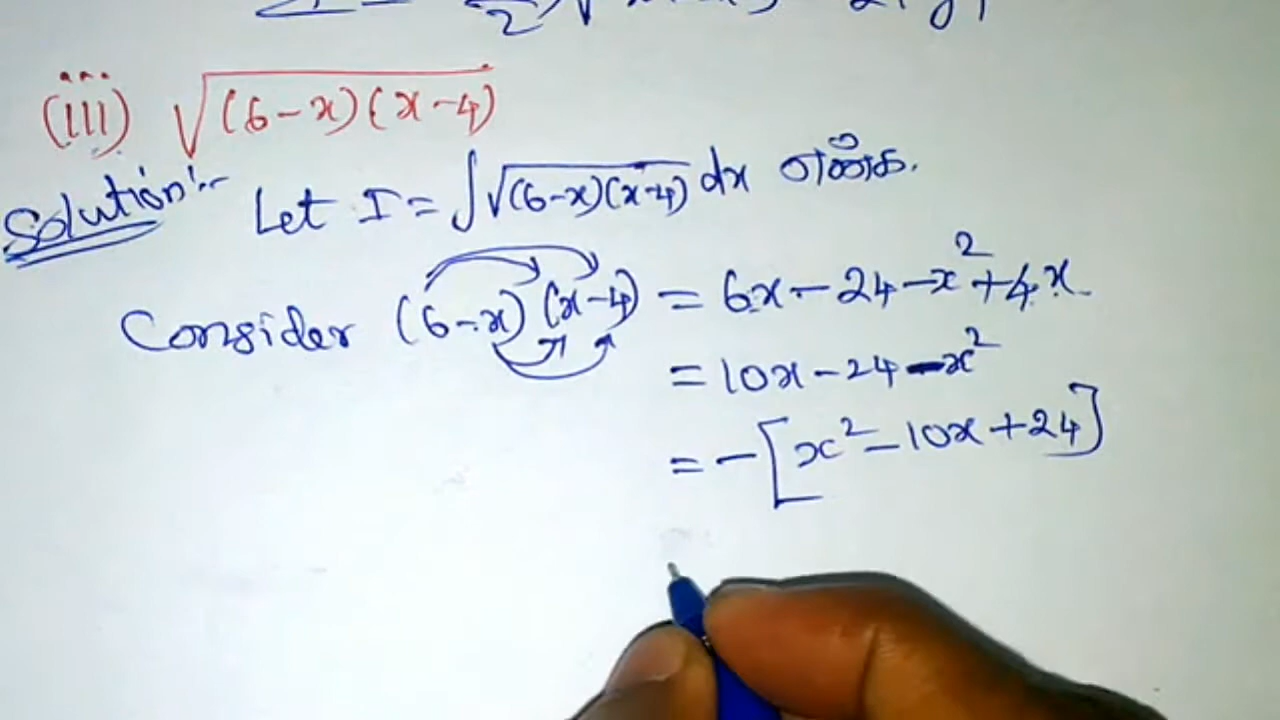 (iii) √(6-x)(x-4)
Solution:- Let I = ∫√(6-x)(x-4) dx என்க.
Consider (6-x)(x-4) = 6x-24-x²+4x
= 10x-24-x²
= -[x²-10x+24]